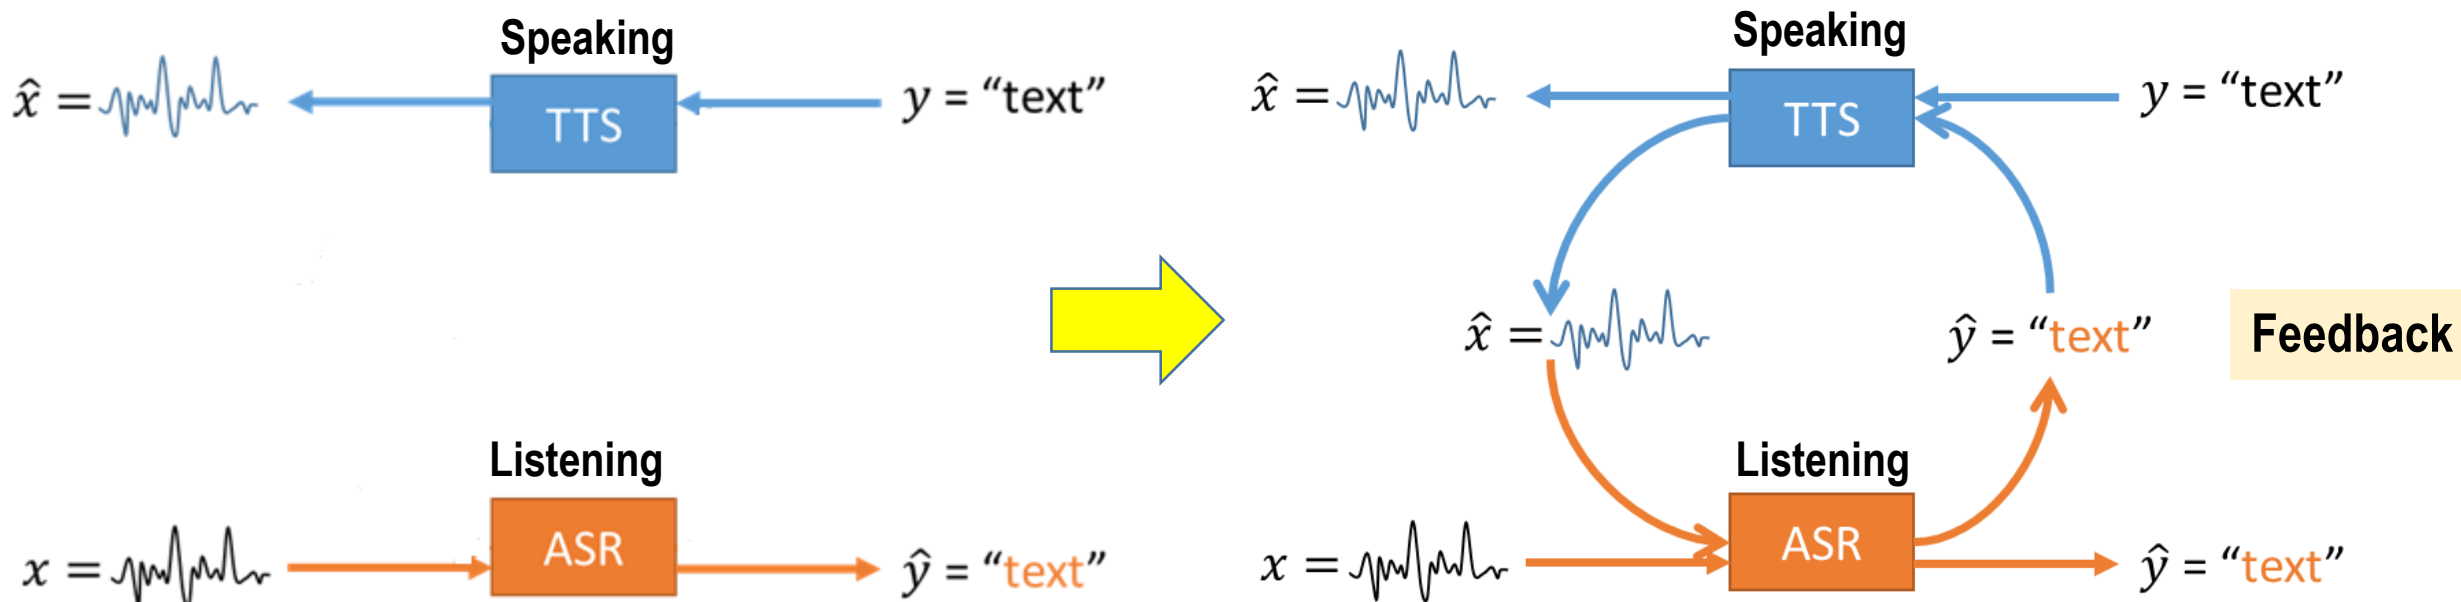 Speaking
x̂ =
TTS
y = “text”
Listening
x =
ASR
ŷ = “text”
Speaking
x̂ =
TTS
y = “text”
x̂ =
ŷ = “text”
Feedback
Listening
x =
ASR
ŷ = “text”